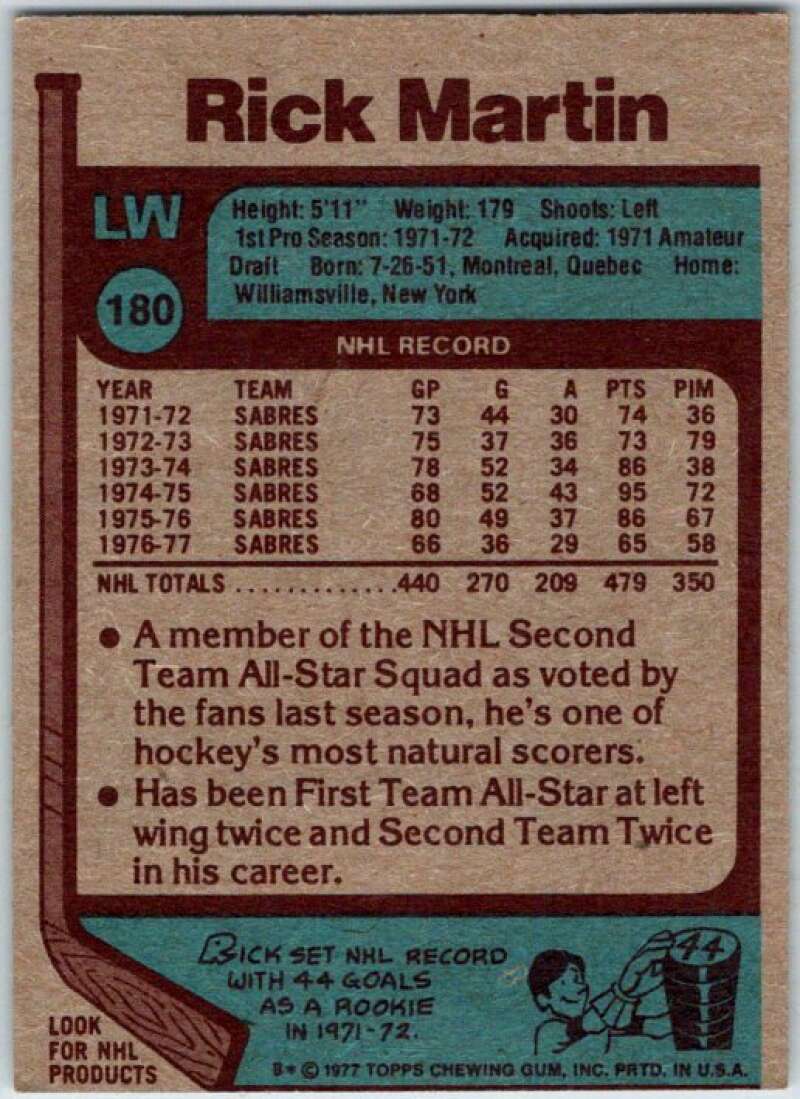 Rick Martin
LW
Height: 5'11" Weight: 179 Shoots: Left
1st Pro Season: 1971-72 Acquired: 1971 Amateur
Draft Born: 7-26-51, Montreal, Quebec Home:
Williamsville, New York
180
NHL RECORD
YEAR TEAM GP G A PTS PIM
1971-72 SABRES 73 44 30 74 36
1972-73 SABRES 75 37 36 73 79
1973-74 SABRES 78 52 34 86 38
1974-75 SABRES 68 52 43 95 72
1975-76 SABRES 80 49 37 86 67
1976-77 SABRES 66 36 29 65 58
NHL TOTALS .............440 270 209 479 350
● A member of the NHL Second
Team All-Star Squad as voted by
the fans last season, he's one of
hockey's most natural scorers.
● Has been First Team All-Star at left
wing twice and Second Team Twice
in his career.
RICK SET NHL RECORD
WITH 44 GOALS
AS A ROOKIE
IN 1971-72.
44
LOOK
FOR NHL
PRODUCTS
B* © 1977 TOPPS CHEWING GUM, INC. PRTD. IN U.S.A.